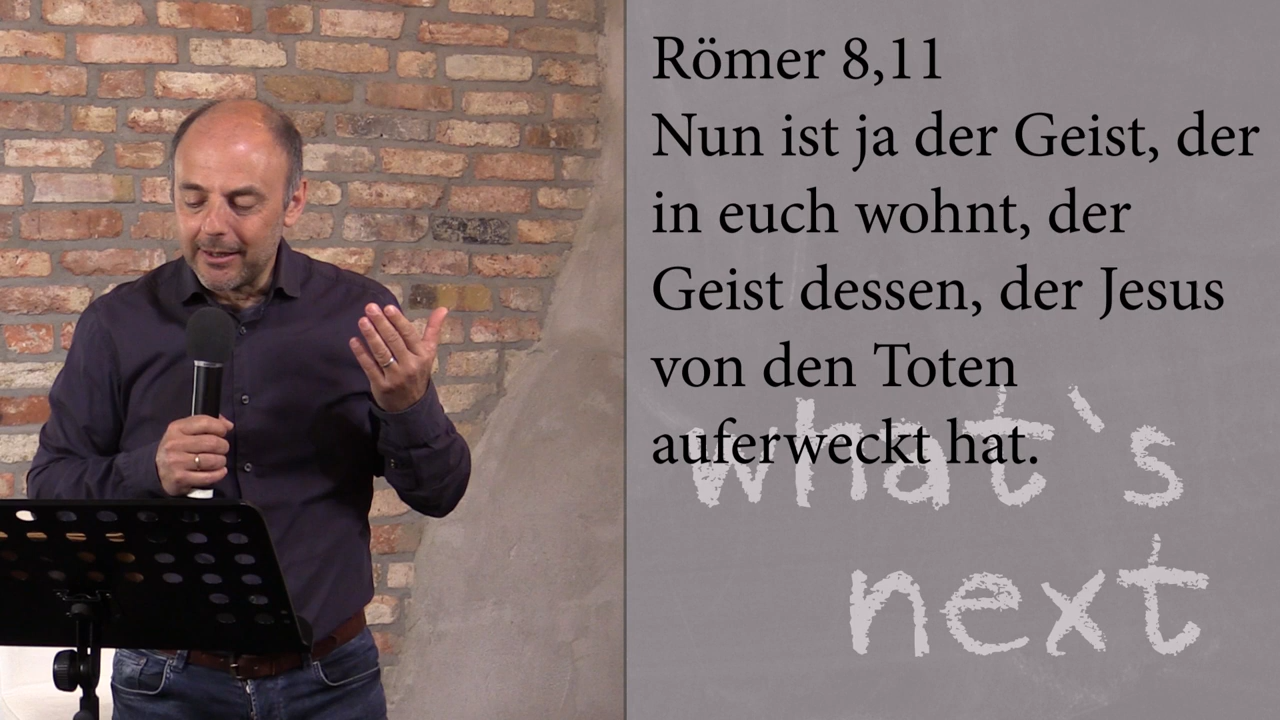 Römer 8,11
Nun ist ja der Geist, der
in euch wohnt, der
Geist dessen, der Jesus
von den Toten
auferweckt hat.
what`s
next